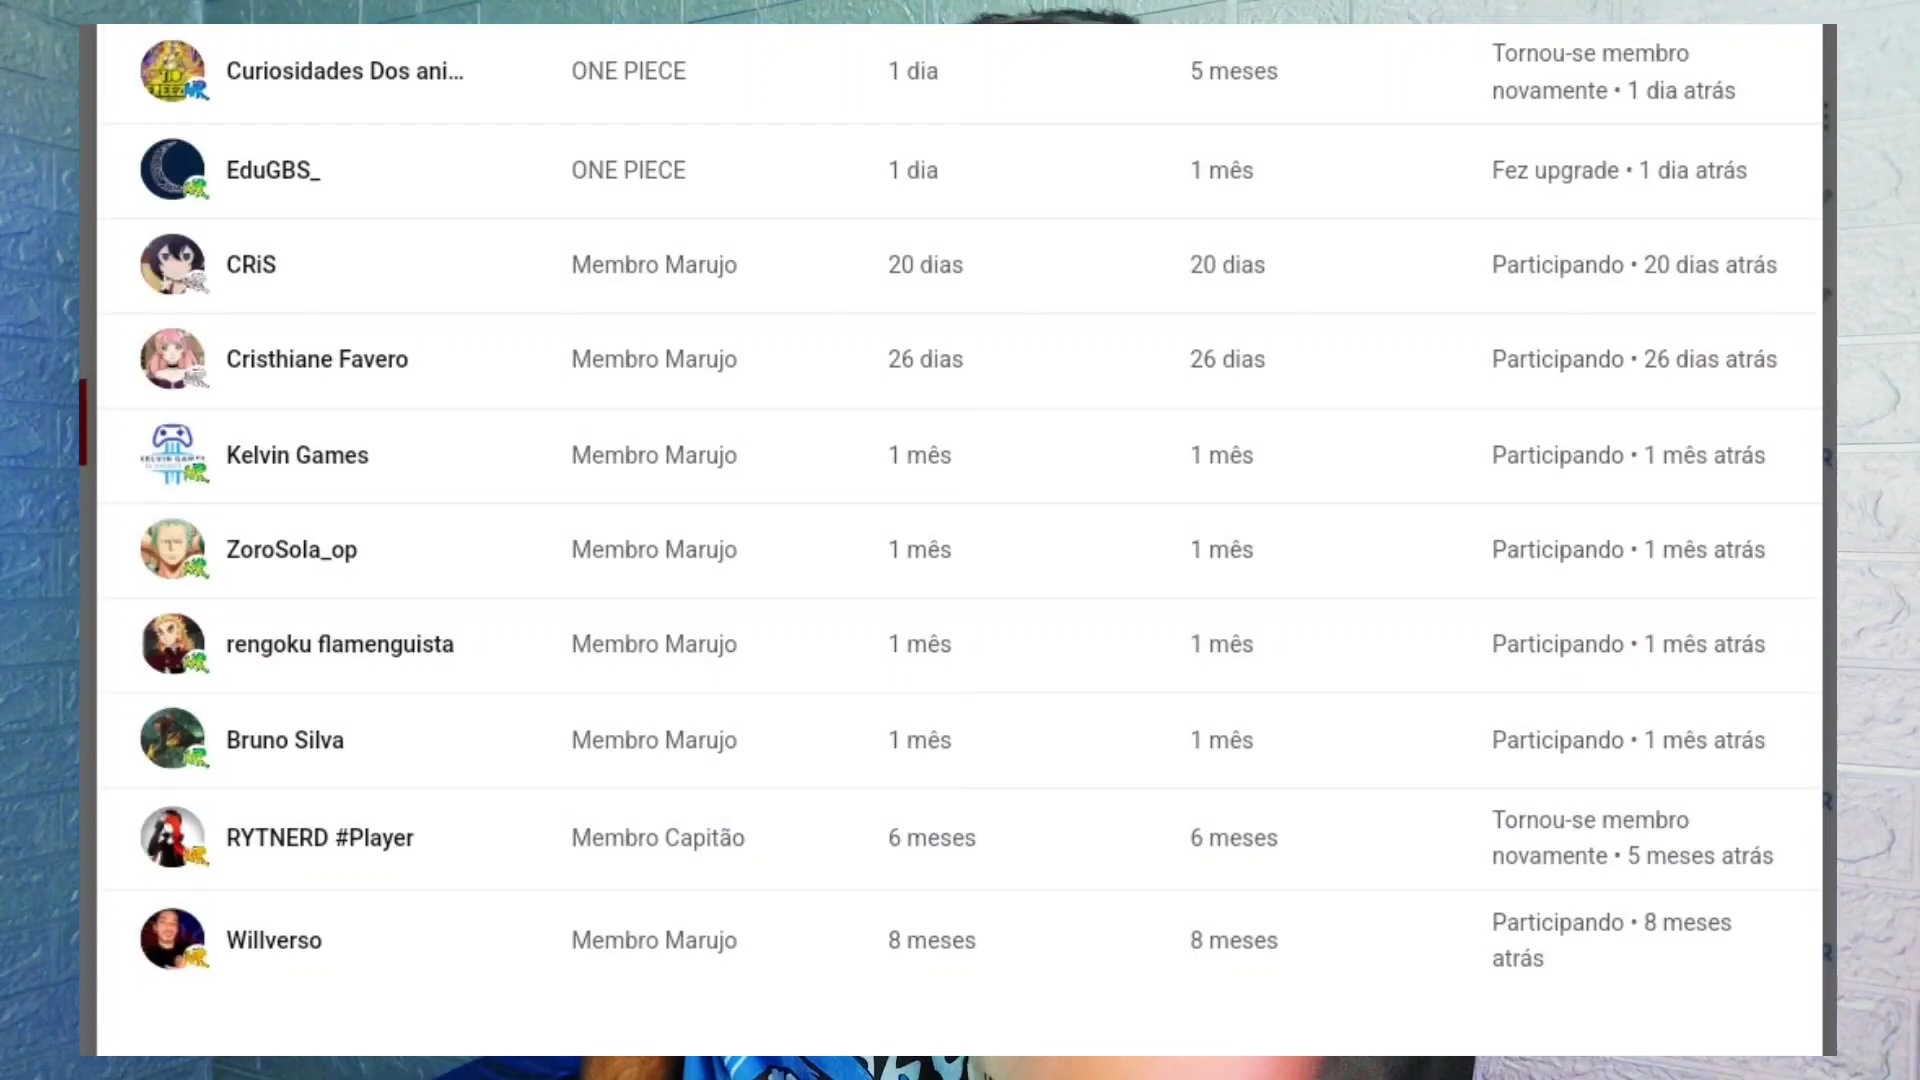 Curiosidades Dos ani... ONE PIECE 1 dia 5 meses Tornou-se membro
novamente • 1 dia atrás
EduGBS_ ONE PIECE 1 dia 1 mês Fez upgrade • 1 dia atrás
CRiS Membro Marujo 20 dias 20 dias Participando • 20 dias atrás
Cristhiane Favero Membro Marujo 26 dias 26 dias Participando • 26 dias atrás
KELVIN GAMES
Kelvin Games Membro Marujo 1 mês 1 mês Participando • 1 mês atrás
ZoroSola_op Membro Marujo 1 mês 1 mês Participando • 1 mês atrás
rengoku flamenguista Membro Marujo 1 mês 1 mês Participando • 1 mês atrás
Bruno Silva Membro Marujo 1 mês 1 mês Participando • 1 mês atrás
RYTNERD #Player Membro Capitão 6 meses 6 meses Tornou-se membro
novamente • 5 meses atrás
Willverso Membro Marujo 8 meses 8 meses Participando • 8 meses
atrás